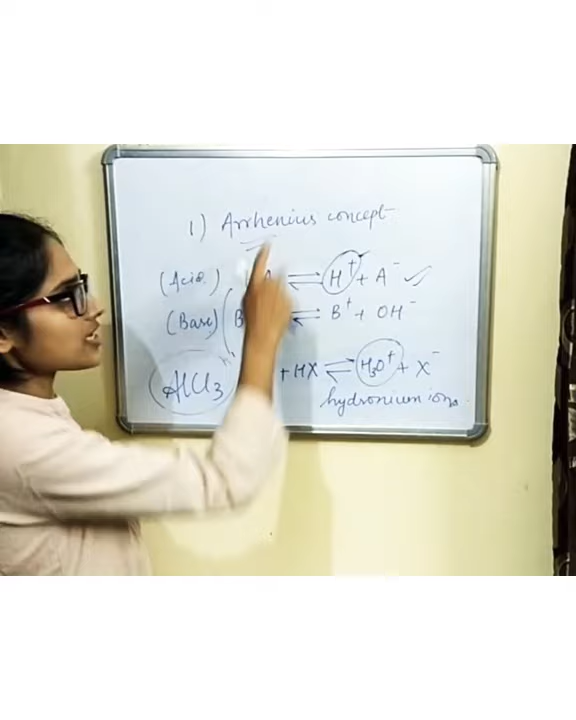 1) Arrhenius concept
(Acid) A ⇌ H⁺ + A⁻ ✓
(Base) B ⇌ B⁺ + OH⁻
AlCl₃ + HX ⇌ H₃O⁺ + X⁻
hydronium ion